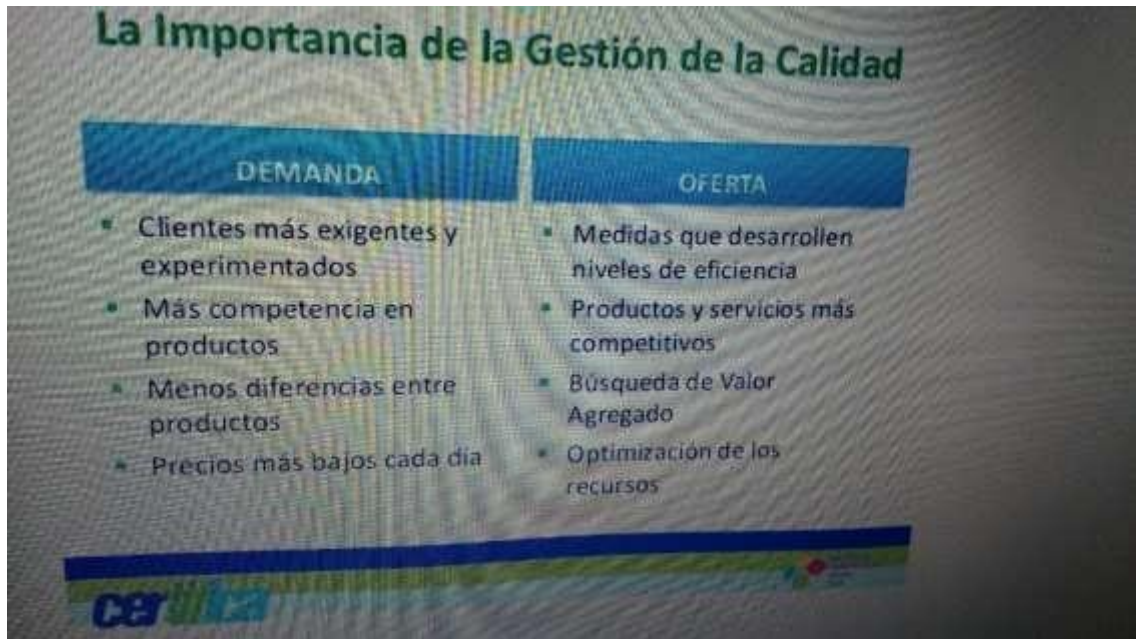 La Importancia de la Gestión de la Calidad
DEMANDA
Clientes más exigentes y
experimentados
Más competencia en
productos
Menos diferencias entre
productos
Precios más bajos cada dia
OFERTA
Medidas que desarrollen
niveles de eficiencia
Productos y servicios más
competitivos
Búsqueda de Valor
Agregado
Optimización de los
recursos